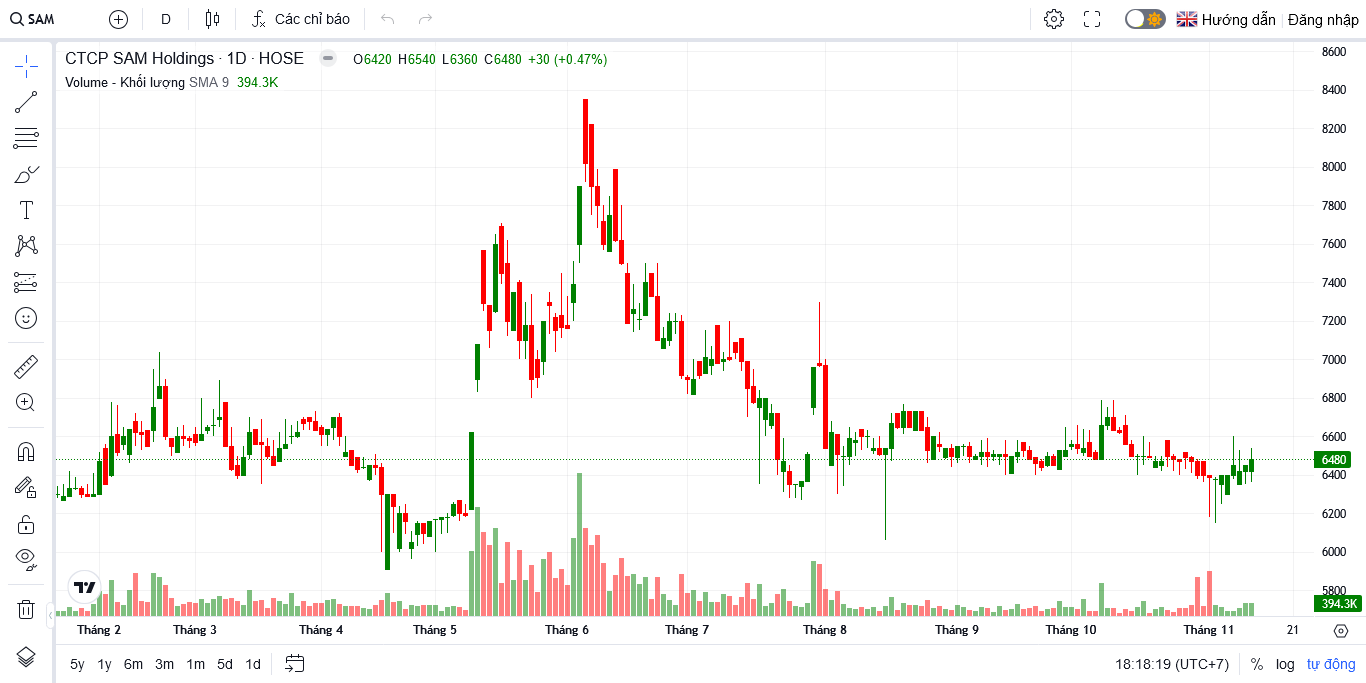 SAM
D
Các chỉ báo
Hướng dẫn
Đăng nhập
CTCP SAM Holdings · 1D · HOSE
O6420 H6540 L6360 C6480 +30 (+0.47%)
Volume - Khối lượng SMA 9 394.3K
8600
8400
8200
8000
7800
7600
7400
7200
7000
6800
6600
6480
6400
6200
6000
5800
394.3K
Tháng 2 Tháng 3 Tháng 4 Tháng 5 Tháng 6 Tháng 7 Tháng 8 Tháng 9 Tháng 10 Tháng 11 21
5y 1y 6m 3m 1m 5d 1d
18:18:19 (UTC+7) % log tự động